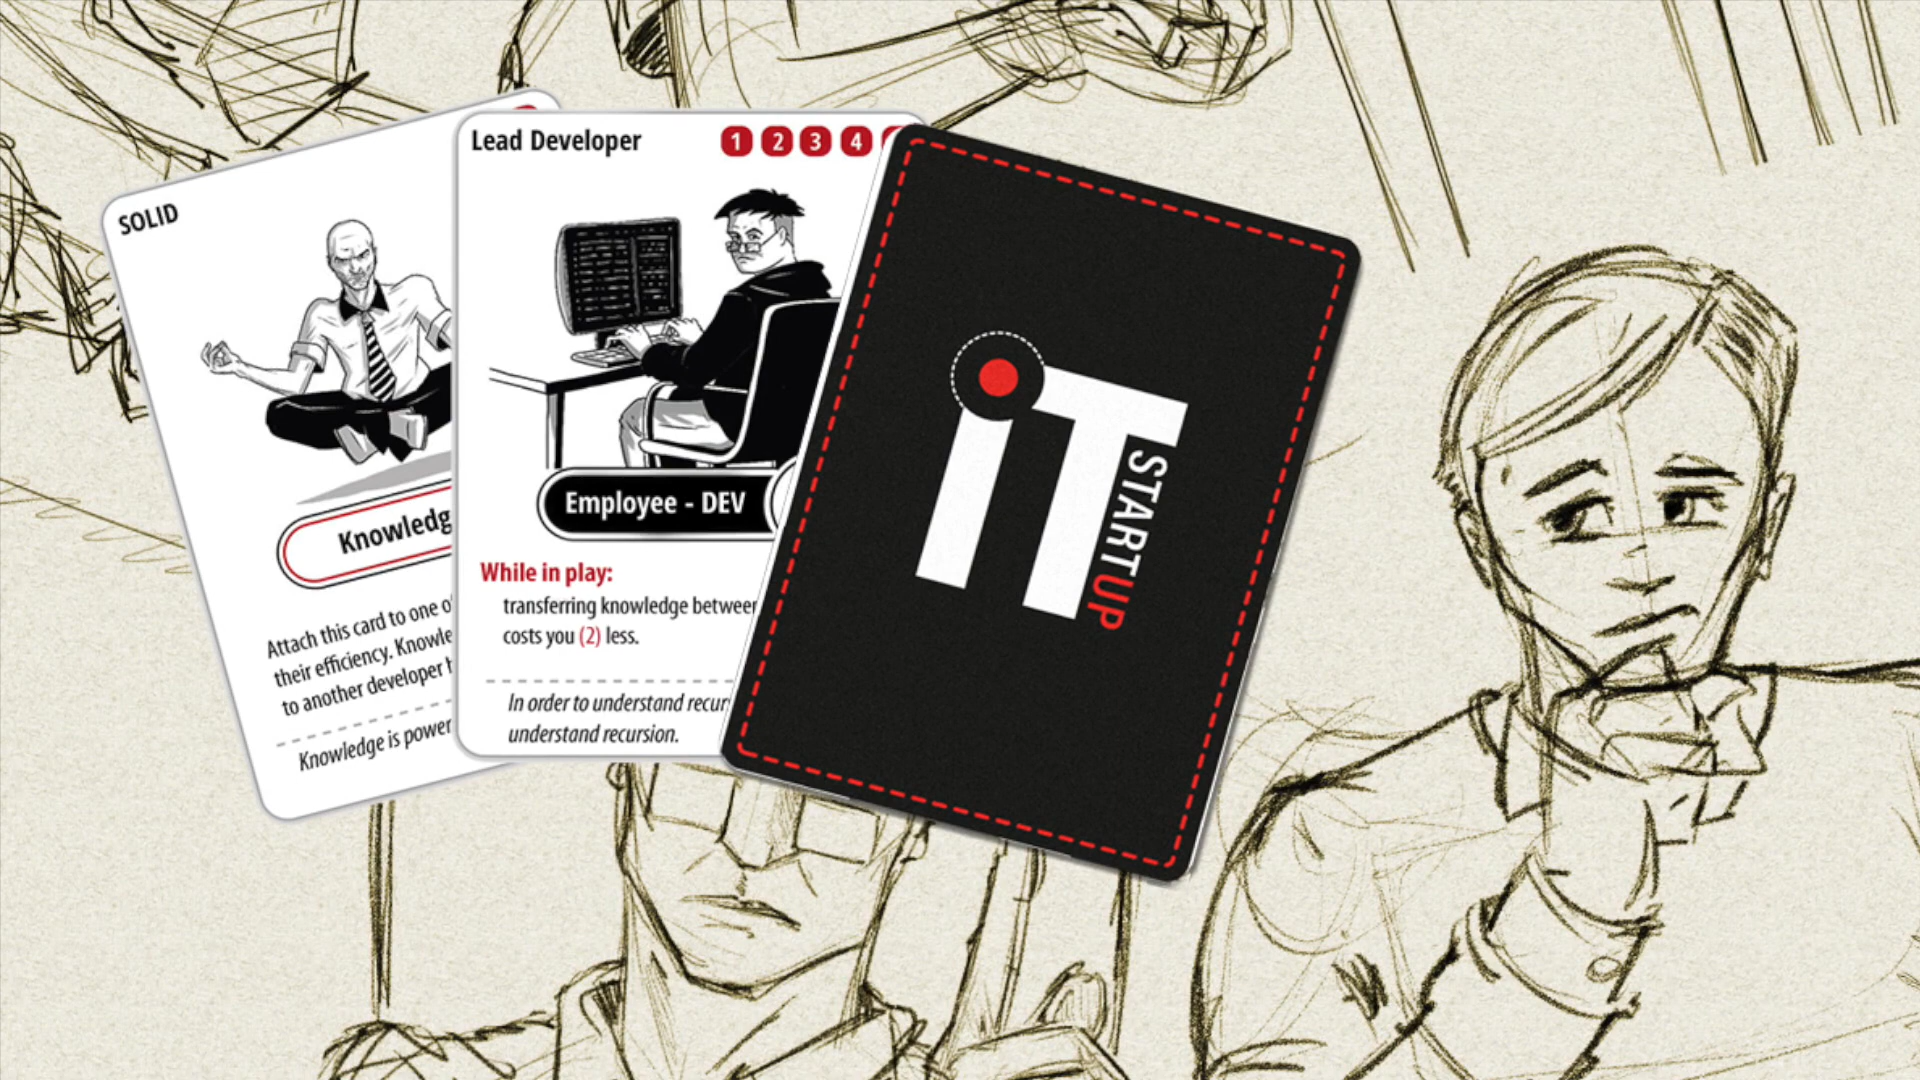 SOLID
Knowledg
Attach this card to one o
their efficiency. Knowle
to another developer
Knowledge is power
Lead Developer
1 2 3 4
Employee - DEV
While in play:
transferring knowledge between
costs you (2) less.
In order to understand recur
understand recursion.
iT
STARTUP